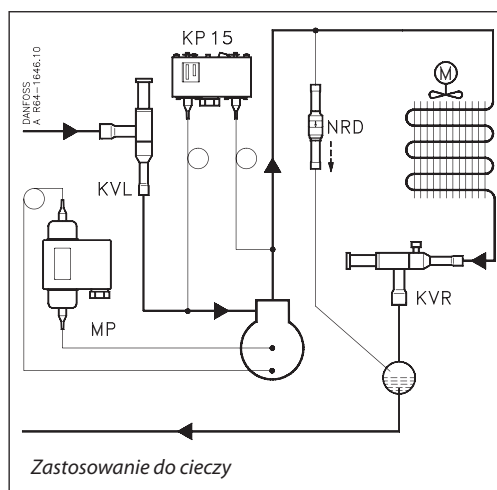 DANFOSS
A R64-1646.10
KP 15
M
NRD
KVL
KVR
MP
Zastosowanie do cieczy